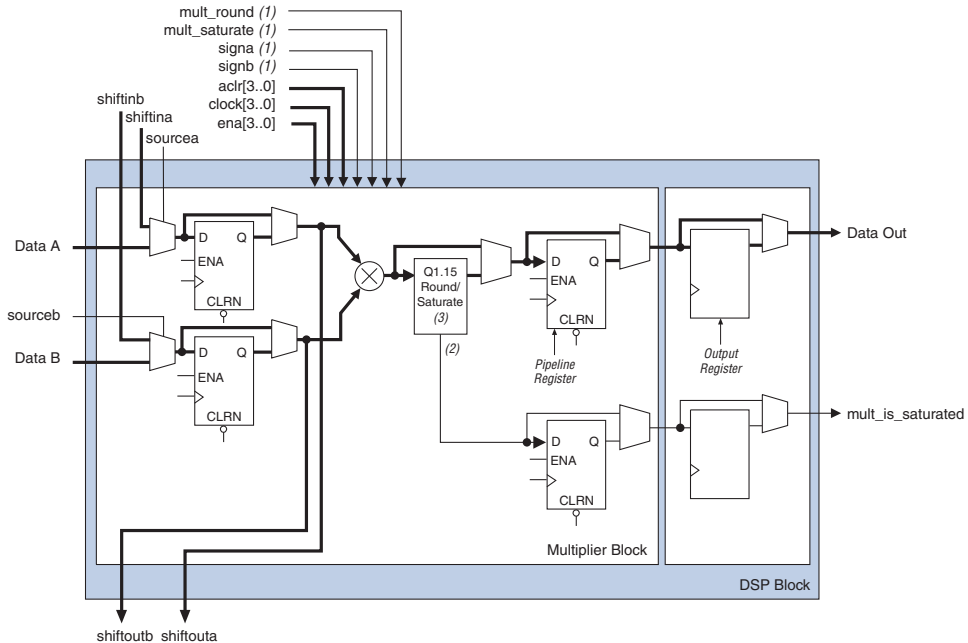 mult_round (1)
mult_saturate (1)
signa (1)
signb (1)
aclr[3..0]
clock[3..0]
ena[3..0]
shiftinb
shiftina
sourcea
Data A
D Q
ENA
CLRN
sourceb
Data B
D Q
ENA
CLRN
Q1.15
Round/
Saturate
(3)
(2)
D
Q
ENA
CLRN
Pipeline
Register
Output
Register
Data Out
D Q
ENA
CLRN
mult_is_saturated
Multiplier Block
DSP Block
shiftoutb shiftouta